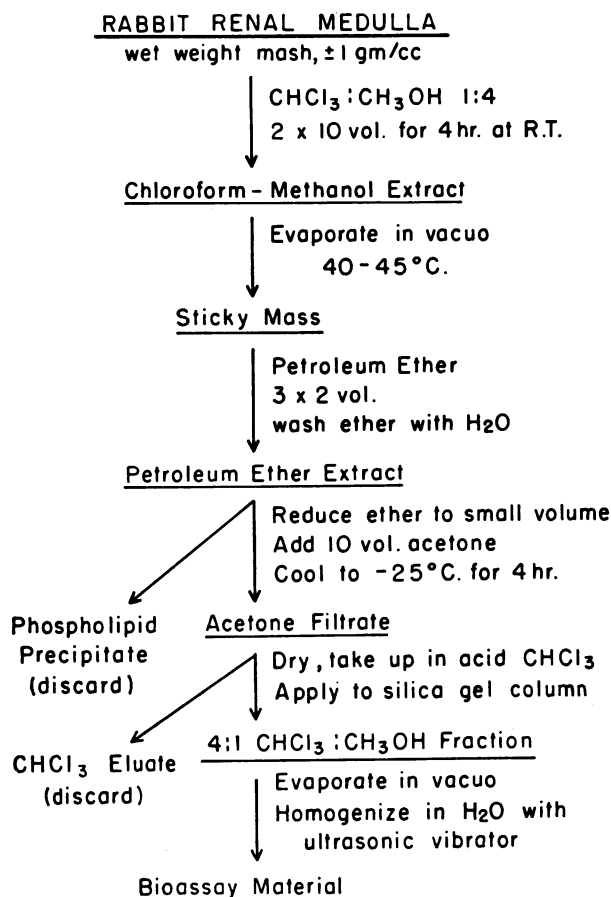 RABBIT RENAL MEDULLA
wet weight mash, ±1 gm/cc
CHCl3 : CH3OH 1:4
2 x 10 vol. for 4 hr. at R.T.
Chloroform - Methanol Extract
Evaporate in vacuo
40 - 45°C.
Sticky Mass
Petroleum Ether
3 x 2 vol.
wash ether with H2O
Petroleum Ether Extract
Reduce ether to small volume
Add 10 vol. acetone
Cool to -25°C. for 4 hr.
Phospholipid
Precipitate
(discard)
Acetone Filtrate
Dry, take up in acid CHCl3
Apply to silica gel column
CHCl3 Eluate
(discard)
4:1 CHCl3 : CH3OH Fraction
Evaporate in vacuo
Homogenize in H2O with
ultrasonic vibrator
Bioassay Material